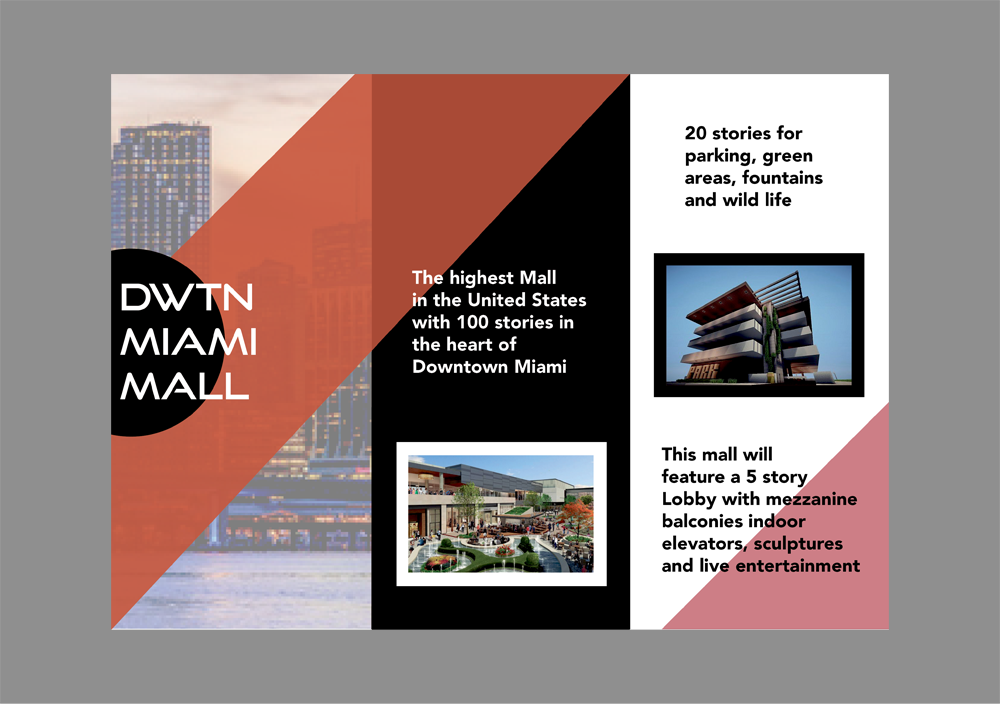 DWTN
MIAMI
MALL
The highest Mall
in the United States
with 100 stories in
the heart of
Downtown Miami
20 stories for
parking, green
areas, fountains
and wild life
PARK
This mall will
feature a 5 story
Lobby with mezzanine
balconies indoor
elevators, sculptures
and live entertainment